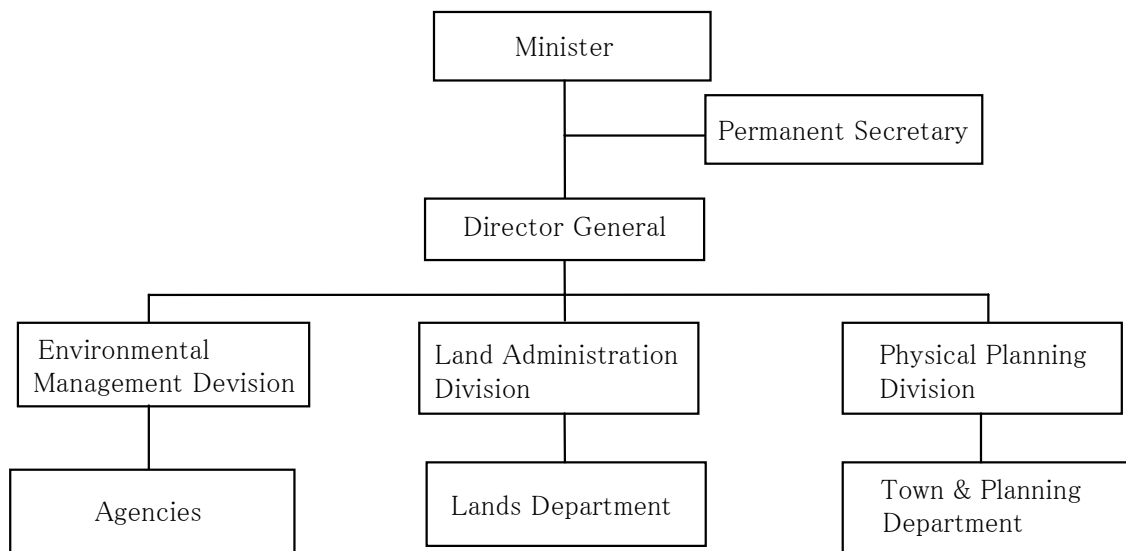 Minister
Permanent Secretary
Director General
Environmental
Management Devision
Land Administration
Division
Physical Planning
Division
Agencies
Lands Department
Town & Planning
Department